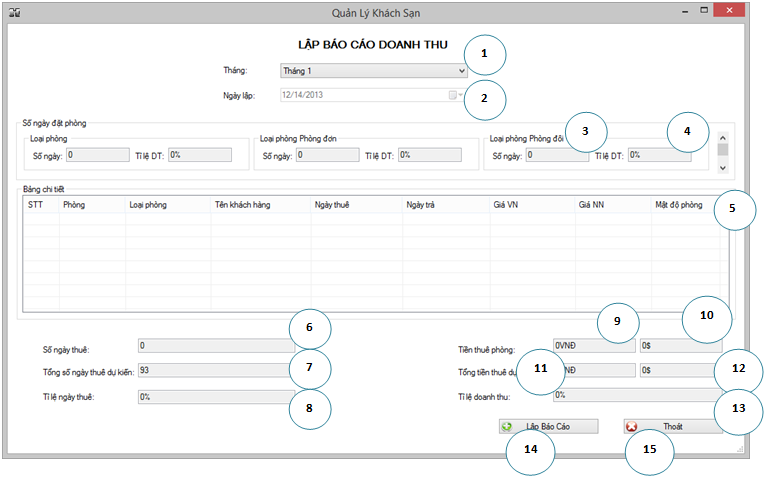 Quản Lý Khách Sạn
LẬP BÁO CÁO DOANH THU
1
Tháng: Tháng 1
Ngày lập: 12/14/2013
2
Số ngày đặt phòng
3
4
Loại phòng Loại phòng Phòng đơn Loại phòng Phòng đôi
Số ngày: 0 Tỉ lệ DT: 0% Số ngày: 0 Tỉ lệ DT: 0% Số ngày: 0 Tỉ lệ DT: 0%
Bảng chi tiết
STT Phòng Loại phòng Tên khách hàng Ngày thuê Ngày trả Giá VN Giá NN Mật độ phòng
5
6
9
10
Số ngày thuê: 0 Tiền thuê phòng: 0VNĐ 0$
7
11
12
Tổng số ngày thuê dự kiến: 93 Tổng tiền thuê dự VNĐ 0$
8
13
Tỉ lệ ngày thuê: 0% Tỉ lệ doanh thu: 0%
Lập Báo Cáo Thoát
14
15